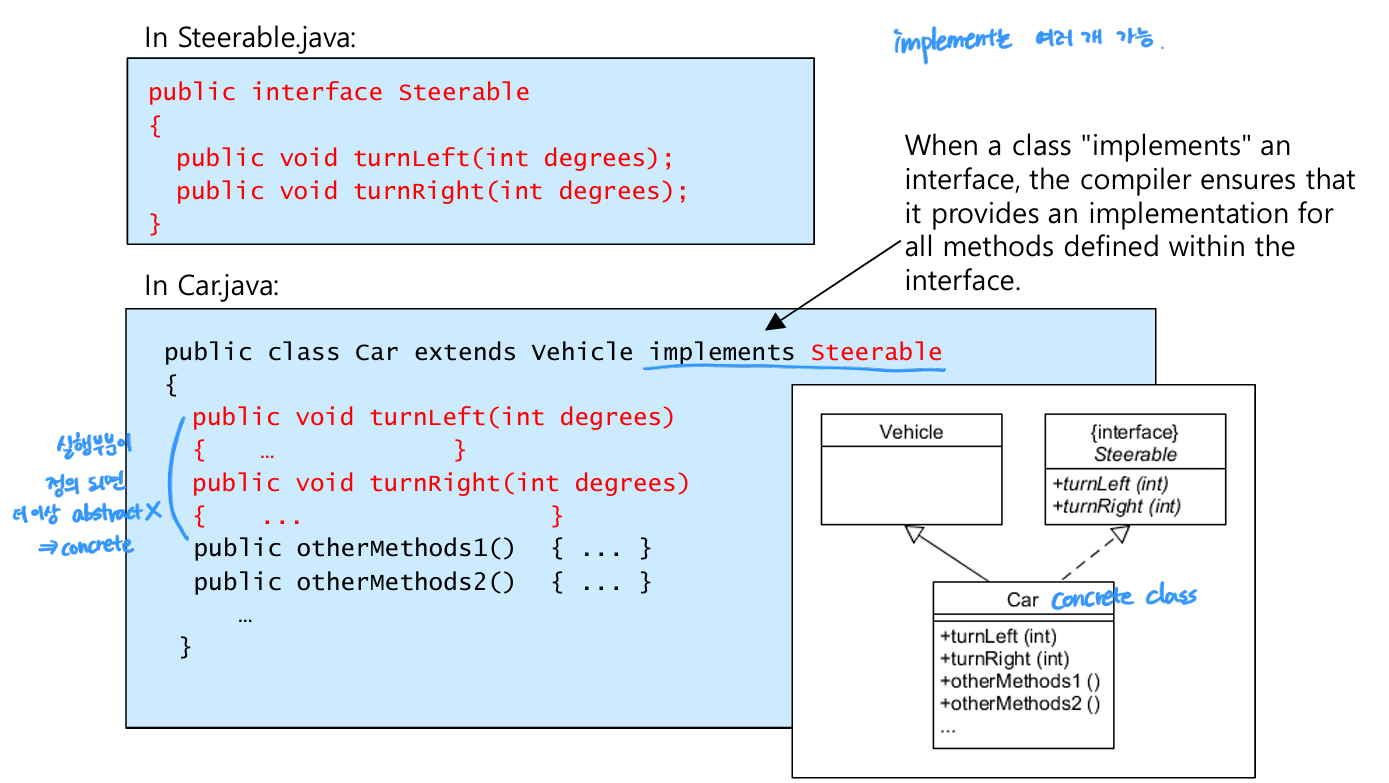 In Steerable.java:
implement는 여러 개 가능.
public interface Steerable
{
public void turnLeft(int degrees);
public void turnRight(int degrees);
}
When a class "implements" an
interface, the compiler ensures that
it provides an implementation for
all methods defined within the
interface.
In Car.java:
public class Car extends Vehicle implements Steerable
{
public void turnLeft(int degrees)
{ … }
public void turnRight(int degrees)
{ ... }
public otherMethods1() { ... }
public otherMethods2() { ... }
…
}
실행부분이
정의 되면
더이상 abstract X
⇒ concrete
Vehicle
{interface}
Steerable
+turnLeft (int)
+turnRight (int)
Car concrete class
+turnLeft (int)
+turnRight (int)
+otherMethods1 ()
+otherMethods2 ()
...